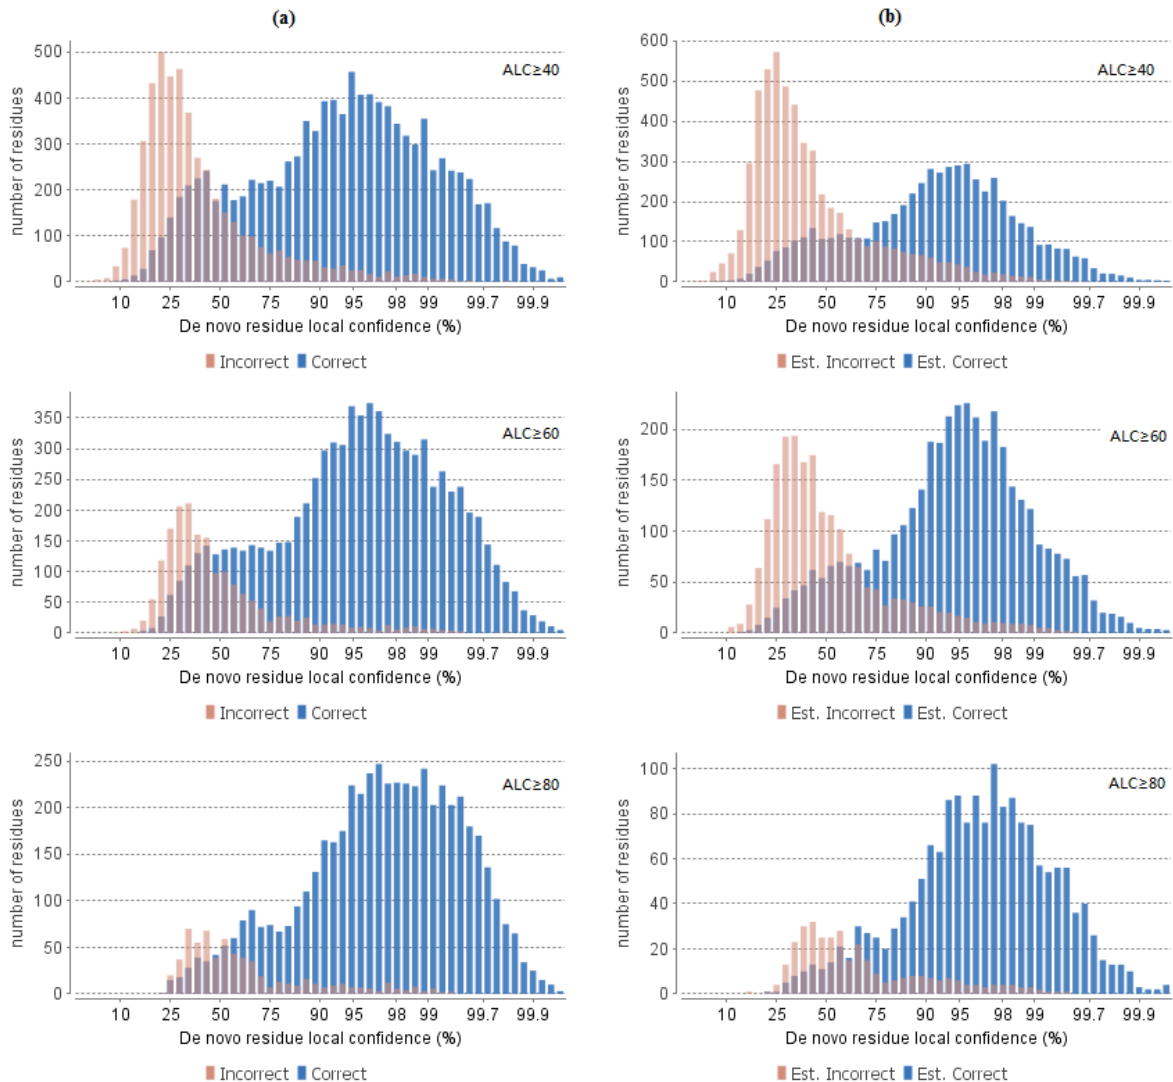 (a)
number of residues
500
400
300
200
100
0
ALC≥40
10 25 50 75 90 95 98 99 99.7 99.9
De novo residue local confidence (%)
Incorrect Correct
number of residues
350
300
250
200
150
100
50
0
ALC≥60
10 25 50 75 90 95 98 99 99.7 99.9
De novo residue local confidence (%)
Incorrect Correct
number of residues
250
200
150
100
50
0
ALC≥80
10 25 50 75 90 95 98 99 99.7 99.9
De novo residue local confidence (%)
Incorrect Correct
(b)
number of residues
600
500
400
300
200
100
0
ALC≥40
10 25 50 75 90 95 98 99 99.7 99.9
De novo residue local confidence (%)
Est. Incorrect Est. Correct
number of residues
200
150
100
50
0
ALC≥60
10 25 50 75 90 95 98 99 99.7 99.9
De novo residue local confidence (%)
Est. Incorrect Est. Correct
number of residues
100
80
60
40
20
0
ALC≥80
10 25 50 75 90 95 98 99 99.7 99.9
De novo residue local confidence (%)
Est. Incorrect Est. Correct